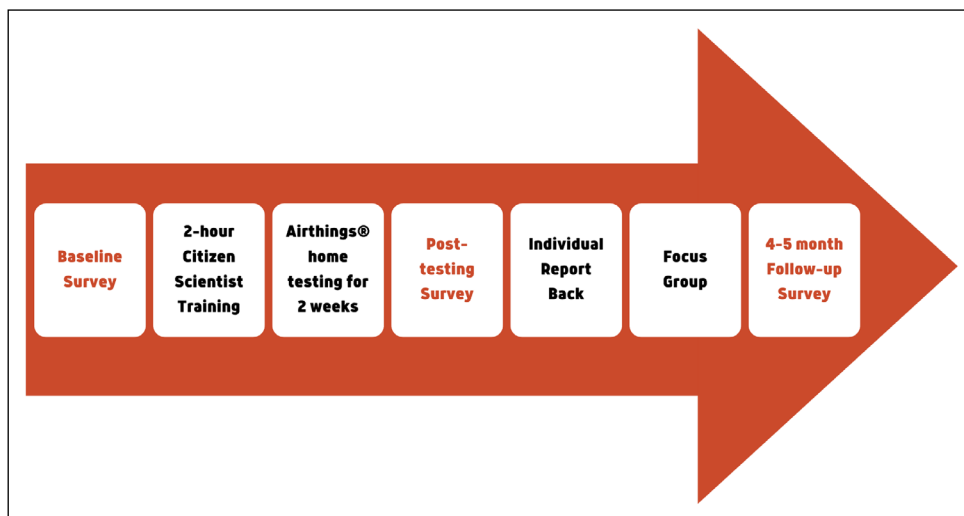 Baseline
Survey
2-hour
Citizen
Scientist
Training
Airthings®
home
testing for
2 weeks
Post-
testing
Survey
Individual
Report
Back
Focus
Group
4-5 month
Follow-up
Survey